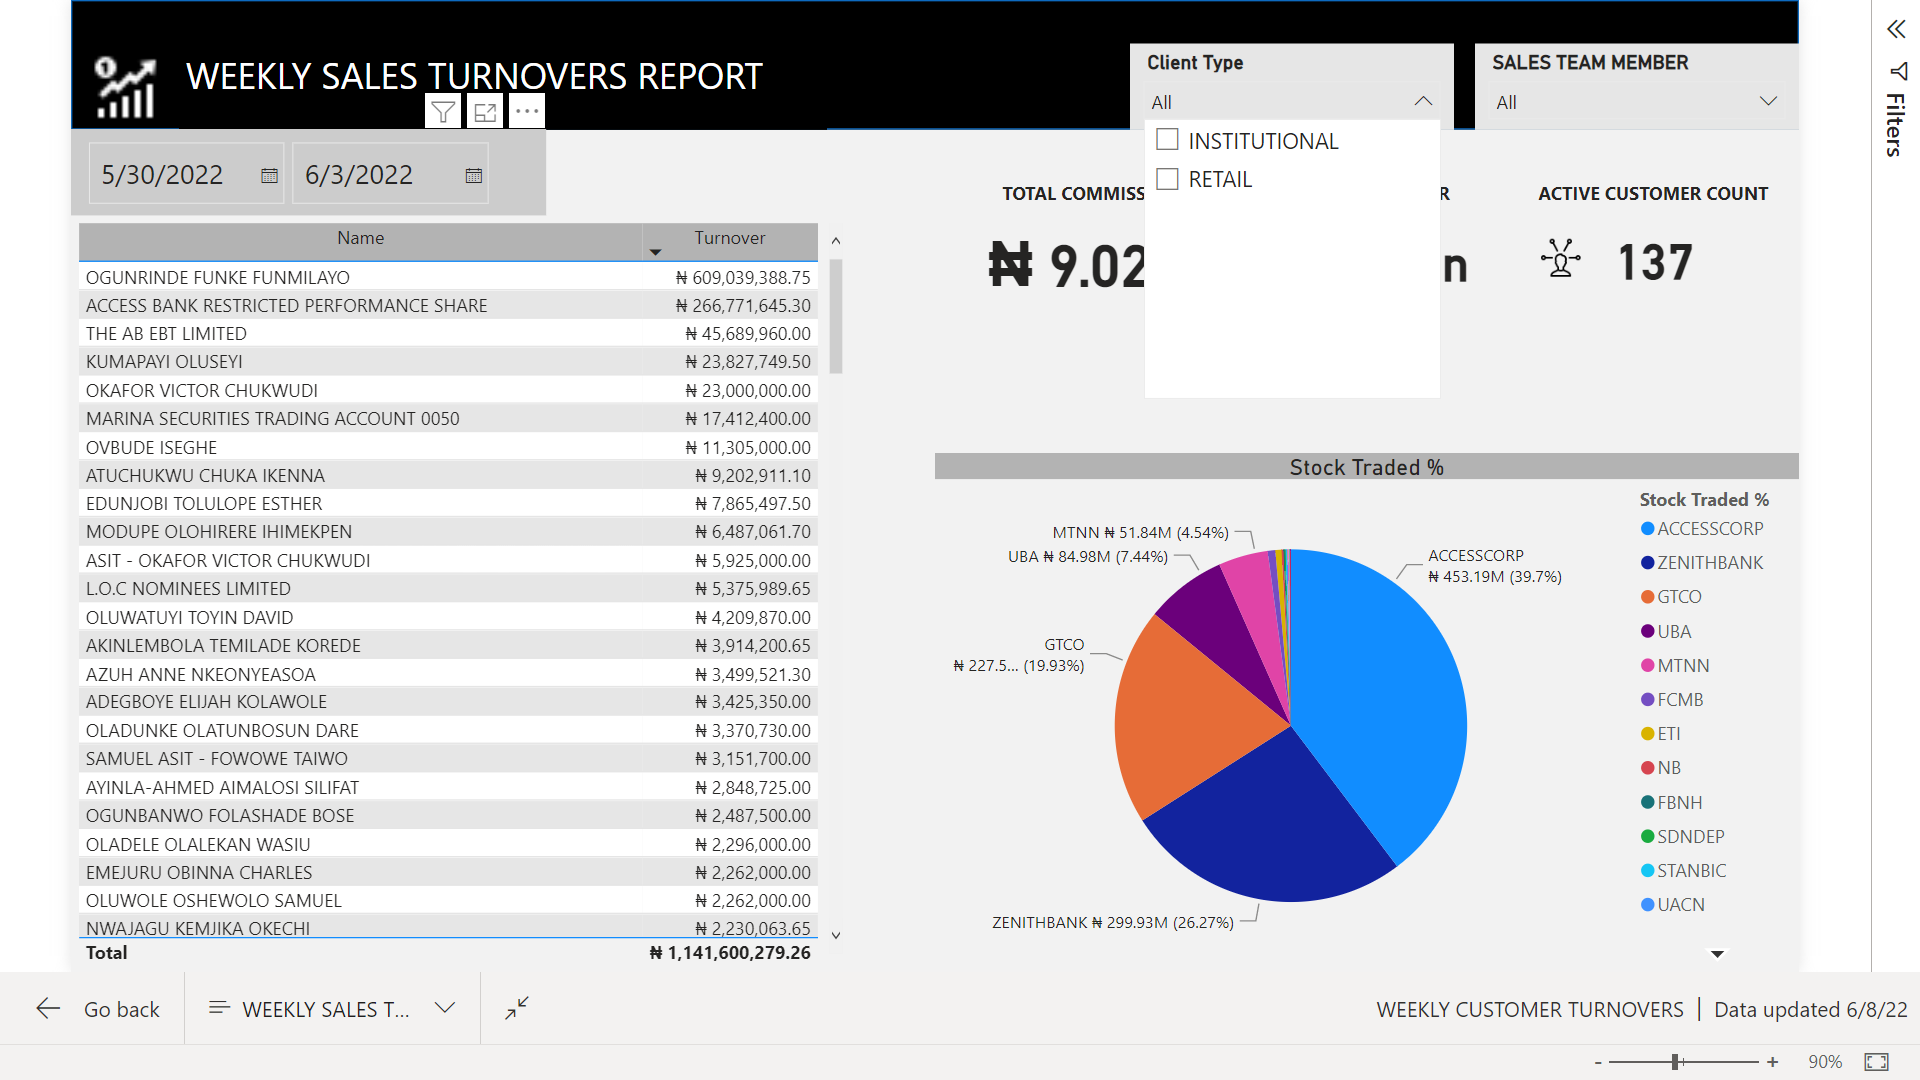 WEEKLY SALES TURNOVERS REPORT
Client Type
All
INSTITUTIONAL
RETAIL
SALES TEAM MEMBER
All
Filters
5/30/2022
6/3/2022
TOTAL COMMISS
R
ACTIVE CUSTOMER COUNT
₦ 9.02
n
137
Name Turnover
OGUNRINDE FUNKE FUNMILAYO ₦ 609,039,388.75
ACCESS BANK RESTRICTED PERFORMANCE SHARE ₦ 266,771,645.30
THE AB EBT LIMITED ₦ 45,689,960.00
KUMAPAYI OLUSEYI ₦ 23,827,749.50
OKAFOR VICTOR CHUKWUDI ₦ 23,000,000.00
MARINA SECURITIES TRADING ACCOUNT 0050 ₦ 17,412,400.00
OVBUDE ISEGHE ₦ 11,305,000.00
ATUCHUKWU CHUKA IKENNA ₦ 9,202,911.10
EDUNJOBI TOLULOPE ESTHER ₦ 7,865,497.50
MODUPE OLOHIRERE IHIMEKPEN ₦ 6,487,061.70
ASIT - OKAFOR VICTOR CHUKWUDI ₦ 5,925,000.00
L.O.C NOMINEES LIMITED ₦ 5,375,989.65
OLUWATUYI TOYIN DAVID ₦ 4,209,870.00
AKINLEMBOLA TEMILADE KOREDE ₦ 3,914,200.65
AZUH ANNE NKEONYEASOA ₦ 3,499,521.30
ADEGBOYE ELIJAH KOLAWOLE ₦ 3,425,350.00
OLADUNKE OLATUNBOSUN DARE ₦ 3,370,730.00
SAMUEL ASIT - FOWOWE TAIWO ₦ 3,151,700.00
AYINLA-AHMED AIMALOSI SILIFAT ₦ 2,848,725.00
OGUNBANWO FOLASHADE BOSE ₦ 2,487,500.00
OLADELE OLALEKAN WASIU ₦ 2,296,000.00
EMEJURU OBINNA CHARLES ₦ 2,262,000.00
OLUWOLE OSHEWOLO SAMUEL ₦ 2,262,000.00
NWAJAGU KEMJIKA OKECHI ₦ 2,230,063.65
Total ₦ 1,141,600,279.26
Stock Traded %
MTNN ₦ 51.84M (4.54%)
UBA ₦ 84.98M (7.44%)
ACCESSCORP
₦ 453.19M (39.7%)
GTCO
₦ 227.5... (19.93%)
ZENITHBANK ₦ 299.93M (26.27%)
Stock Traded %
ACCESSCORP
ZENITHBANK
GTCO
UBA
MTNN
FCMB
ETI
NB
FBNH
SDNDEP
STANBIC
UACN
Go back
WEEKLY SALES T...
WEEKLY CUSTOMER TURNOVERS | Data updated 6/8/22
- + 90%